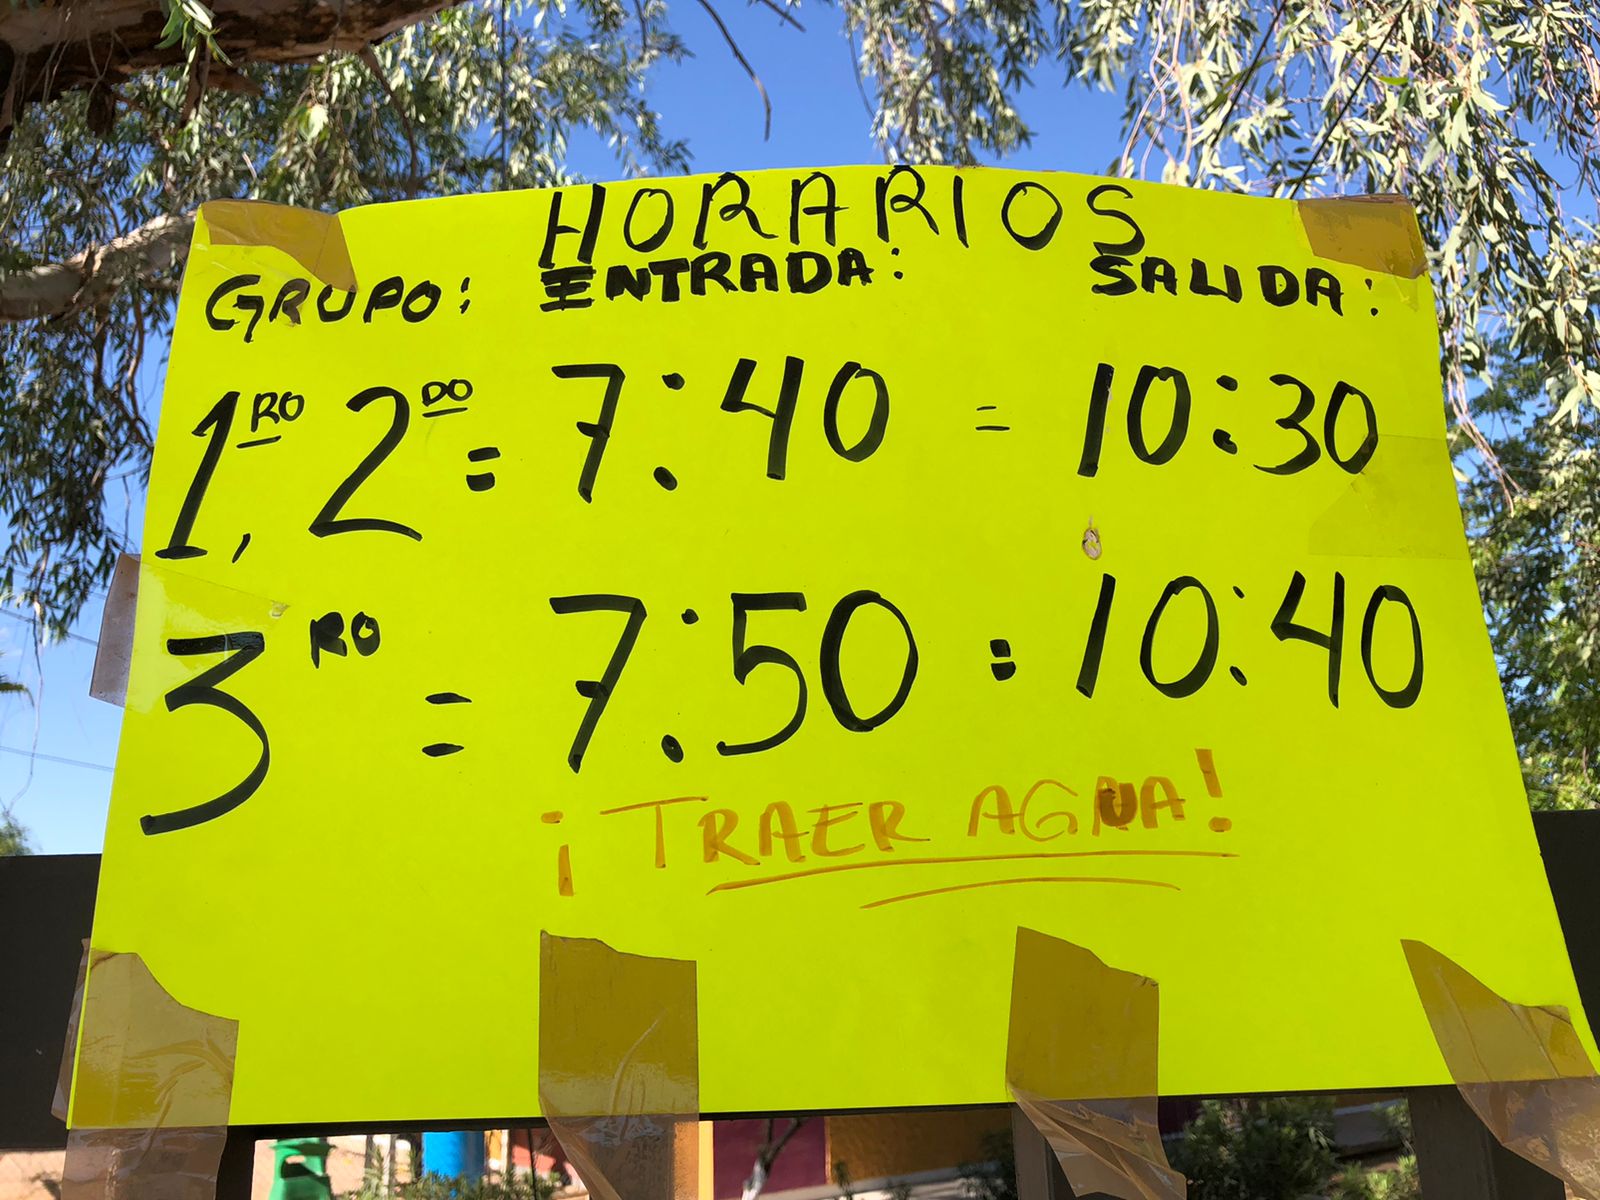 HORARIOS
GRUPO: ENTRADA: SALIDA:
1RO, 2DO = 7:40 = 10:30
3RO = 7:50 = 10:40
¡TRAER AGUA!